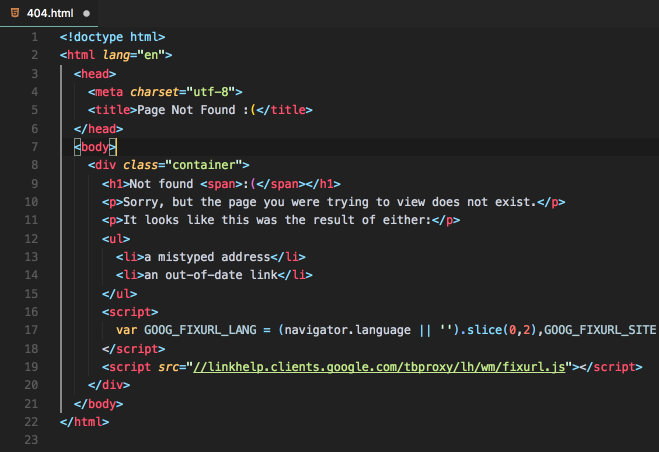 404.html
1 <!doctype html>
2 <html lang="en">
3 <head>
4 <meta charset="utf-8">
5 <title>Page Not Found :(</title>
6 </head>
7 <body>
8 <div class="container">
9 <h1>Not found <span>:(</span></h1>
10 <p>Sorry, but the page you were trying to view does not exist.</p>
11 <p>It looks like this was the result of either:</p>
12 <ul>
13 <li>a mistyped address</li>
14 <li>an out-of-date link</li>
15 </ul>
16 <script>
17 var GOOG_FIXURL_LANG = (navigator.language || '').slice(0,2),GOOG_FIXURL_SITE
18 </script>
19 <script src="//linkhelp.clients.google.com/tbproxy/lh/wm/fixurl.js"></script>
20 </div>
21 </body>
22 </html>
23